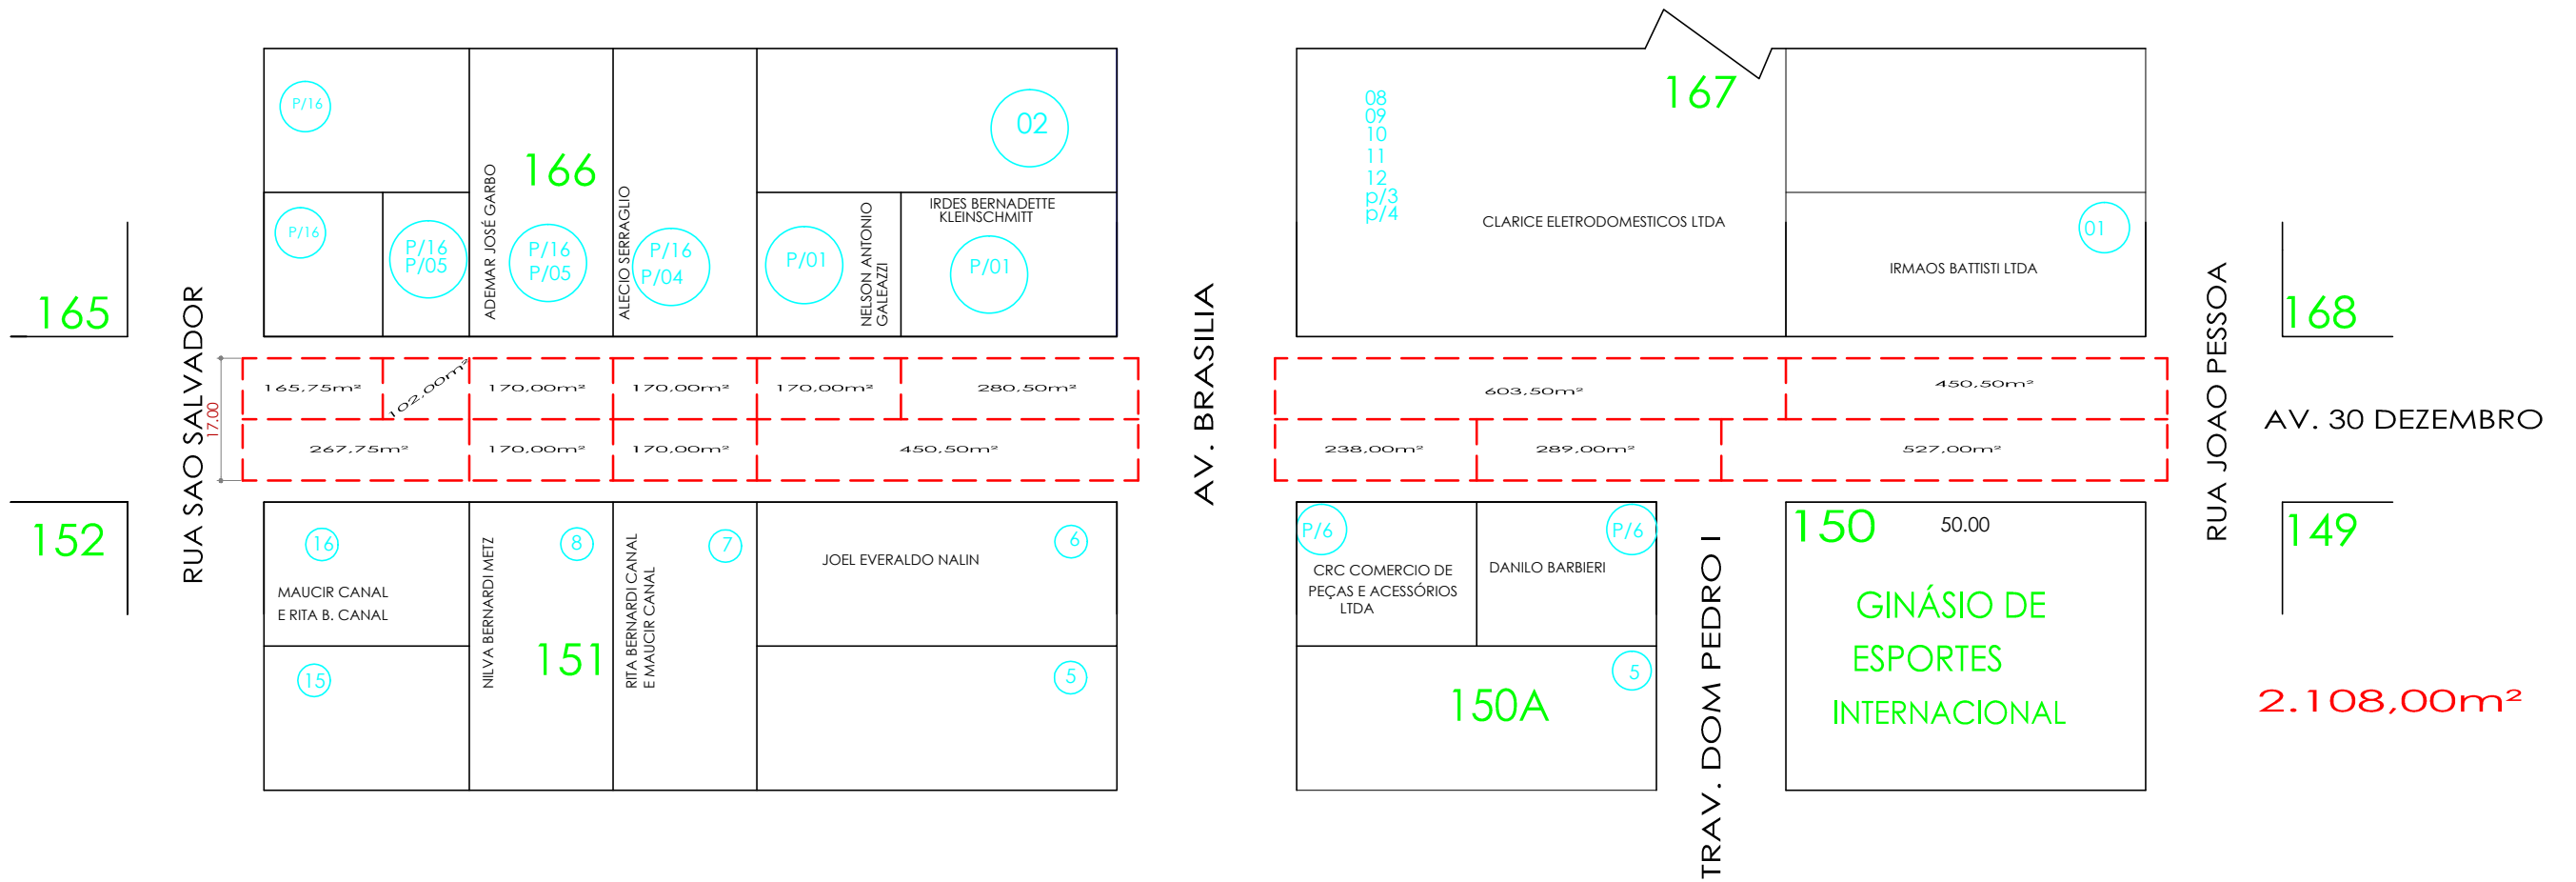 P/16
02
167
08
09
10
11
12
p/3
p/4
166
ADEMAR JOSÉ GARBO
ALECIO SERRAGLIO
P/16
P/16
P/05
P/16
P/05
P/16
P/04
P/01
NELSON ANTONIO
GALEAZZI
IRDES BERNADETTE
KLEINSCHMITT
P/01
CLARICE ELETRODOMESTICOS LTDA
01
IRMAOS BATTISTI LTDA
165
RUA SAO SALVADOR
AV. BRASILIA
RUA JOAO PESSOA
168
17.00
165,75m²
102,00m²
170,00m²
170,00m²
170,00m²
280,50m²
603,50m²
450,50m²
AV. 30 DEZEMBRO
267,75m²
170,00m²
170,00m²
450,50m²
238,00m²
289,00m²
527,00m²
152
16
MAUCIR CANAL
E RITA B. CANAL
15
NILVA BERNARDI METZ
8
151
RITA BERNARDI CANAL
E MAUCIR CANAL
7
JOEL EVERALDO NALIN
6
5
P/6
CRC COMERCIO DE
PEÇAS E ACESSÓRIOS
LTDA
P/6
DANILO BARBIERI
5
150A
TRAV. DOM PEDRO I
150
50.00
GINÁSIO DE
ESPORTES
INTERNACIONAL
149
2.108,00m²